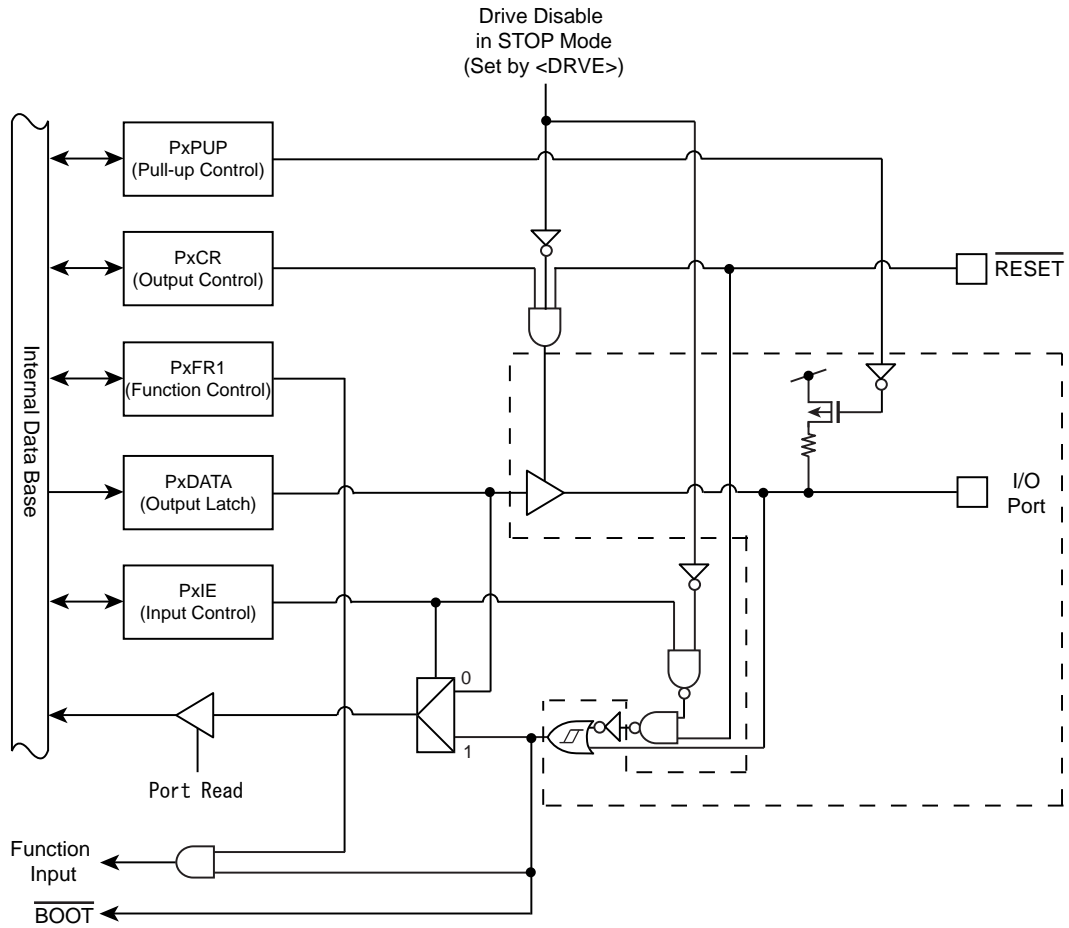 Drive Disable
in STOP Mode
(Set by <DRVE>)
PxPUP
(Pull-up Control)
PxCR
(Output Control)
RESET
PxFR1
(Function Control)
Internal Data Base
PxDATA
(Output Latch)
I/O
Port
PxIE
(Input Control)
0
1
Port Read
Function
Input
BOOT